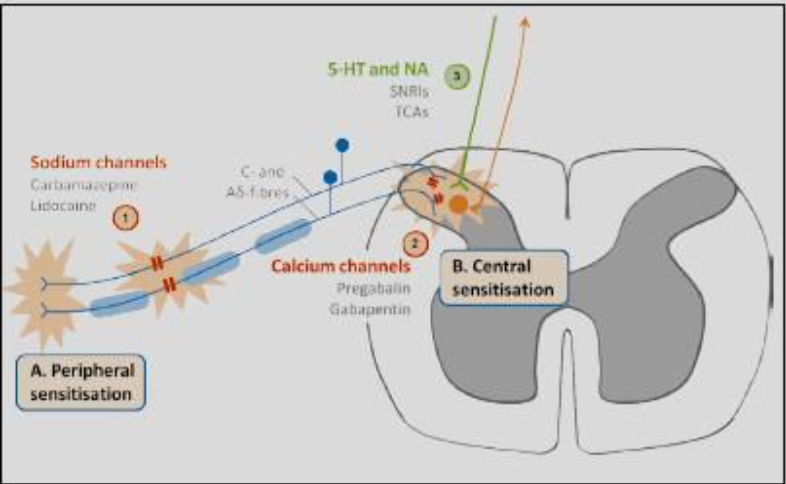 5-HT and NA
3
SNRIs
TCAs
Sodium channels
Carbamazepine
Lidocaine
1
C- and
Aδ-fibres
2
Calcium channels
Pregabalin
Gabapentin
B. Central
sensitisation
A. Peripheral
sensitisation